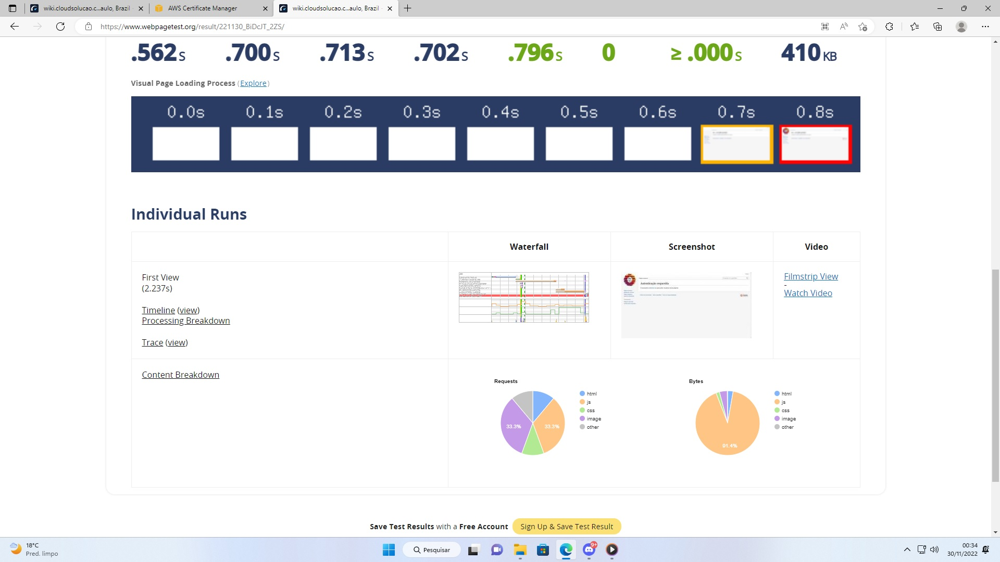 wiki.cloudsolucao.c...aulo, Brazil
AWS Certificate Manager
wiki.cloudsolucao.c...aulo, Brazil
https://www.webpagetest.org/result/221130_BiDcJT_2ZS/
.562s .700s .713s .702s .796s 0 ≥ .000s 410 KB
Visual Page Loading Process (Explore)
0.0s 0.1s 0.2s 0.3s 0.4s 0.5s 0.6s 0.7s 0.8s
Individual Runs
Waterfall Screenshot Video
First View
(2.237s)
Timeline (view)
Processing Breakdown
Trace (view)
Autenticação requerida
Filmstrip View
-
Watch Video
Content Breakdown
Requests
html
js
css
image
other
33.3%
33.3%
Bytes
html
js
css
image
other
91.4%
Save Test Results with a Free Account Sign Up & Save Test Result
18°C
Pred. limpo
Pesquisar
9+
00:34
30/11/2022